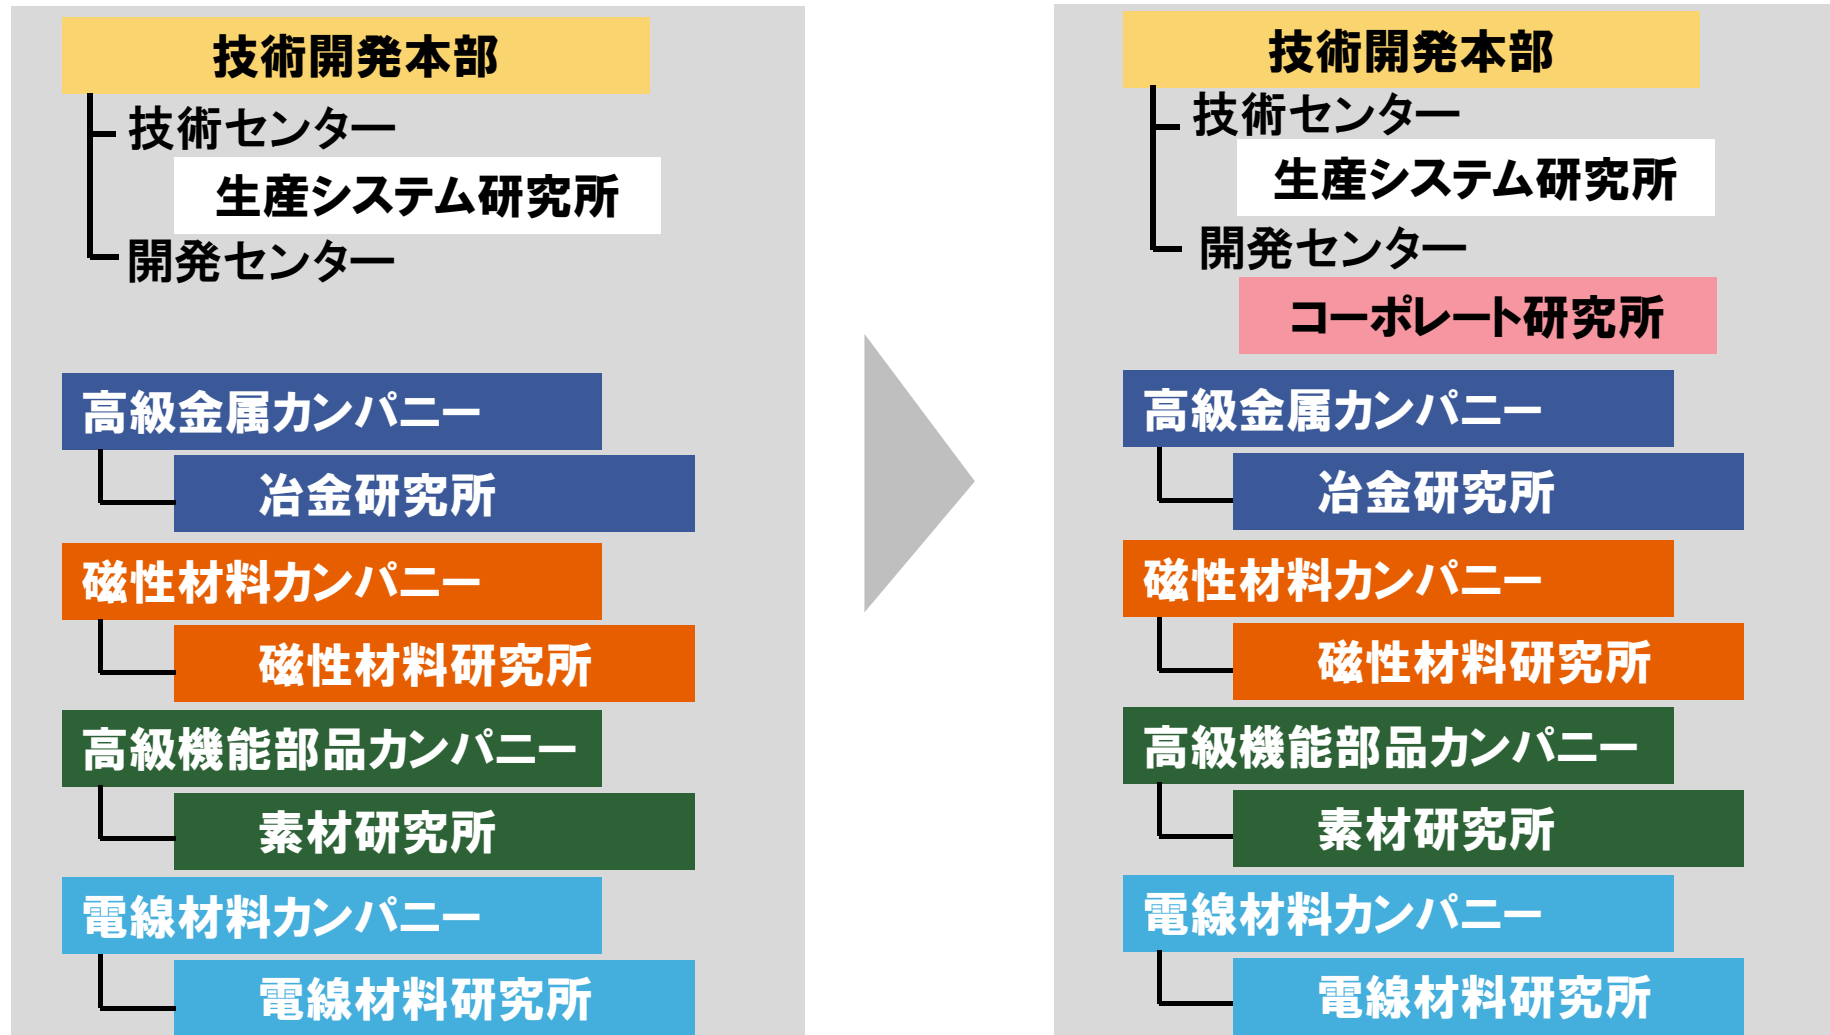 技術開発本部
技術センター
生産システム研究所
開発センター
高級金属カンパニー
冶金研究所
磁性材料カンパニー
磁性材料研究所
高級機能部品カンパニー
素材研究所
電線材料カンパニー
電線材料研究所
技術開発本部
技術センター
生産システム研究所
開発センター
コーポレート研究所
高級金属カンパニー
冶金研究所
磁性材料カンパニー
磁性材料研究所
高級機能部品カンパニー
素材研究所
電線材料カンパニー
電線材料研究所